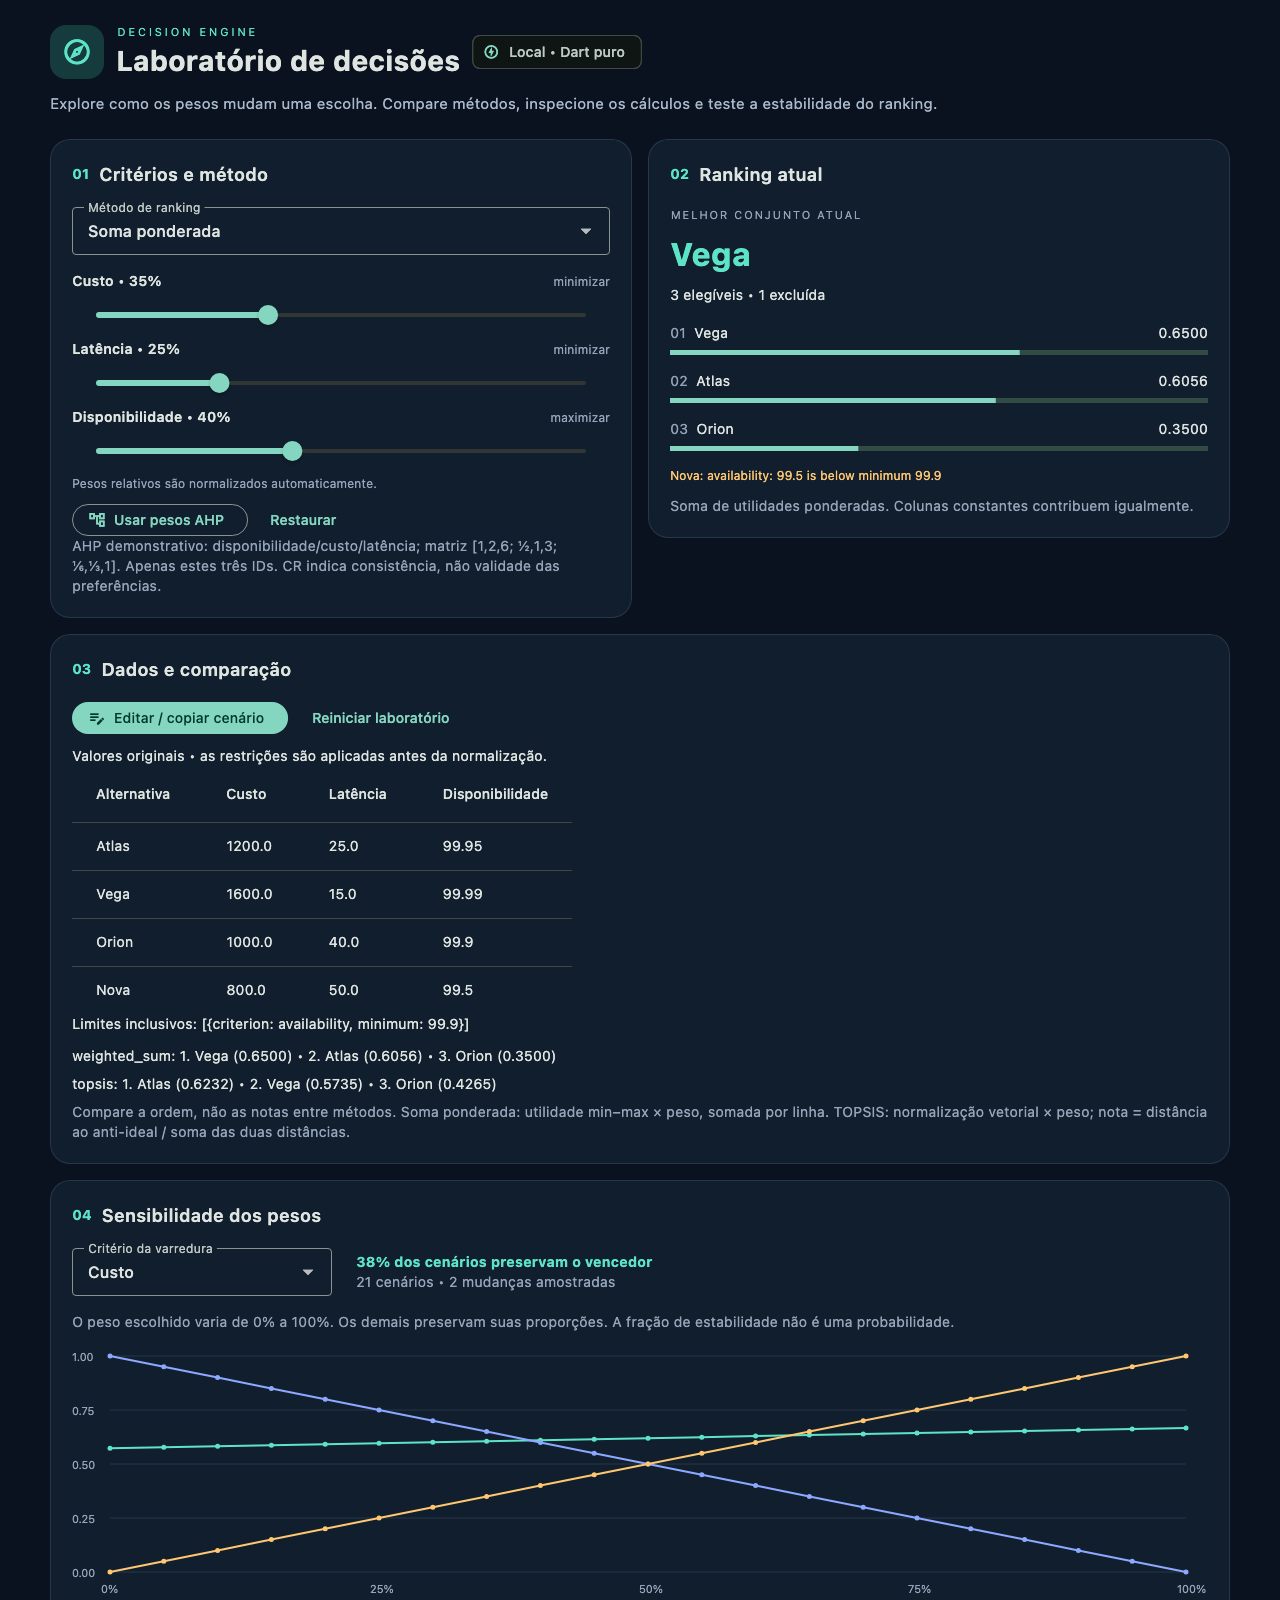 DECISION ENGINE
Laboratório de decisões
Local • Dart puro
Explore como os pesos mudam uma escolha. Compare métodos, inspecione os cálculos e teste a estabilidade do ranking.
01 Critérios e método
Método de ranking
Soma ponderada
Custo • 35%
minimizar
Latência • 25%
minimizar
Disponibilidade • 40%
maximizar
Pesos relativos são normalizados automaticamente.
Usar pesos AHP
Restaurar
AHP demonstrativo: disponibilidade/custo/latência; matriz [1,2,6; ½,1,3;
⅙,⅓,1]. Apenas estes três IDs. CR indica consistência, não validade das
preferências.
02 Ranking atual
MELHOR CONJUNTO ATUAL
Vega
3 elegíveis • 1 excluída
01 Vega 0.6500
02 Atlas 0.6056
03 Orion 0.3500
Nova: availability: 99.5 is below minimum 99.9
Soma de utilidades ponderadas. Colunas constantes contribuem igualmente.
03 Dados e comparação
Editar / copiar cenário
Reiniciar laboratório
Valores originais • as restrições são aplicadas antes da normalização.
Alternativa Custo Latência Disponibilidade
Atlas 1200.0 25.0 99.95
Vega 1600.0 15.0 99.99
Orion 1000.0 40.0 99.9
Nova 800.0 50.0 99.5
Limites inclusivos: [{criterion: availability, minimum: 99.9}]
weighted_sum: 1. Vega (0.6500) • 2. Atlas (0.6056) • 3. Orion (0.3500)
topsis: 1. Atlas (0.6232) • 2. Vega (0.5735) • 3. Orion (0.4265)
Compare a ordem, não as notas entre métodos. Soma ponderada: utilidade min–max × peso, somada por linha. TOPSIS: normalização vetorial × peso; nota = distância
ao anti-ideal / soma das duas distâncias.
04 Sensibilidade dos pesos
Critério da varredura
Custo
38% dos cenários preservam o vencedor
21 cenários • 2 mudanças amostradas
O peso escolhido varia de 0% a 100%. Os demais preservam suas proporções. A fração de estabilidade não é uma probabilidade.
1.00
0.75
0.50
0.25
0.00
0% 25% 50% 75% 100%